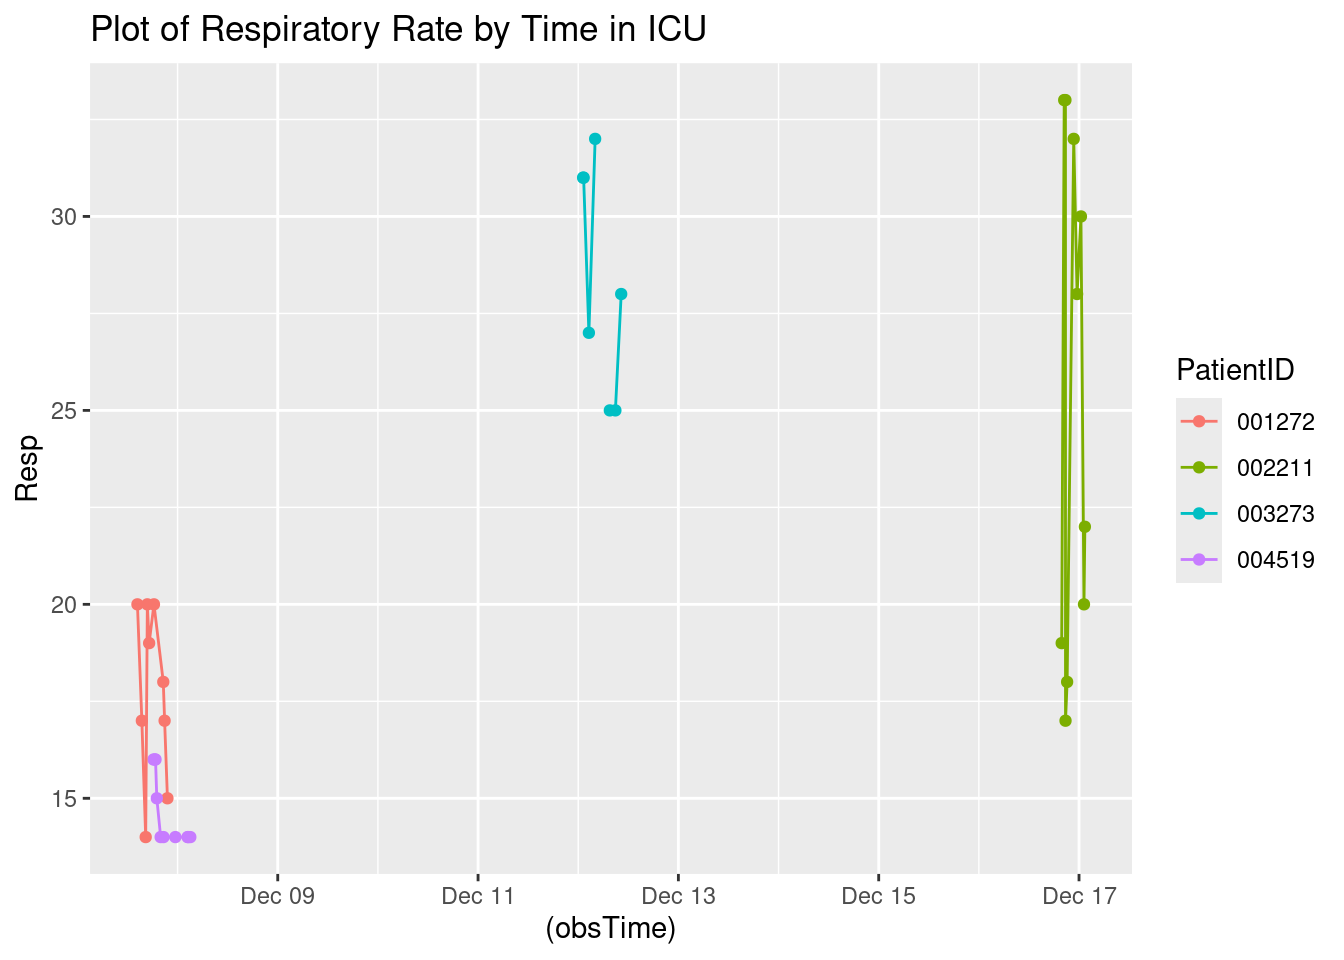 Plot of Respiratory Rate by Time in ICU
30
25
20
15
Resp
Dec 09
Dec 11
Dec 13
Dec 15
Dec 17
(obsTime)
PatientID
001272
002211
003273
004519